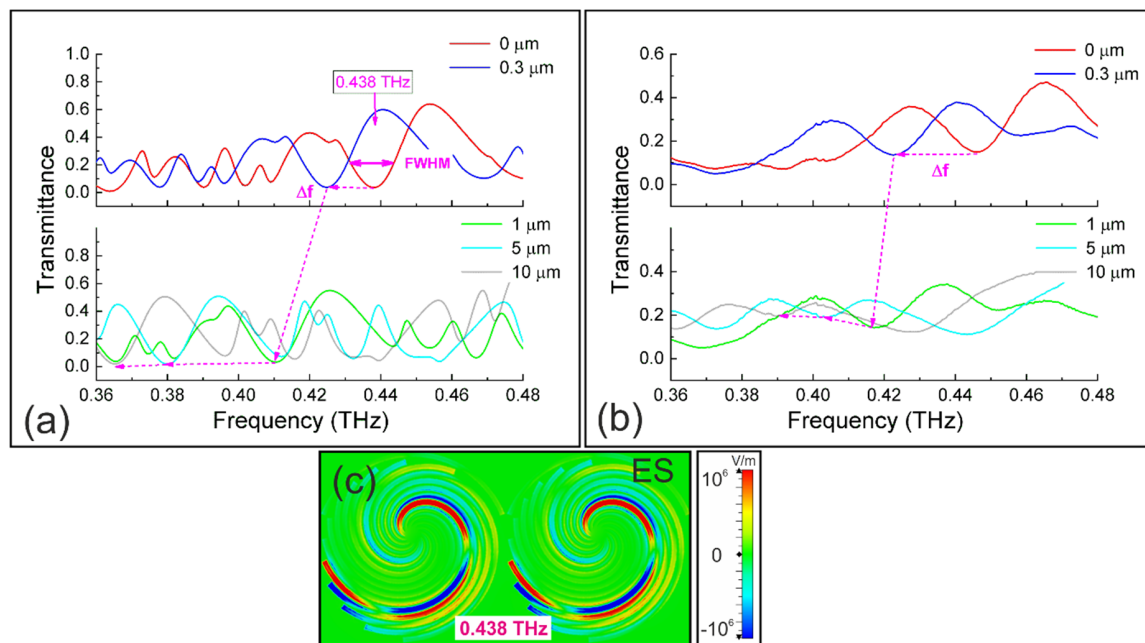 1.0
0.8
0.6
0.4
0.2
0.0
0 μm
0.3 μm
0.438 THz
FWHM
Δf
0.8
0.6
0.4
0.2
0.0
1 μm
5 μm
10 μm
Transmittance
0.36 0.38 0.40 0.42 0.44 0.46 0.48
Frequency (THz)
(a)
0.6
0.4
0.2
0.0
0 μm
0.3 μm
Δf
0.4
0.2
0.0
1 μm
5 μm
10 μm
Transmittance
0.36 0.38 0.40 0.42 0.44 0.46 0.48
Frequency (THz)
(b)
(c)
ES
0.438 THz
V/m
10⁶
0
-10⁶